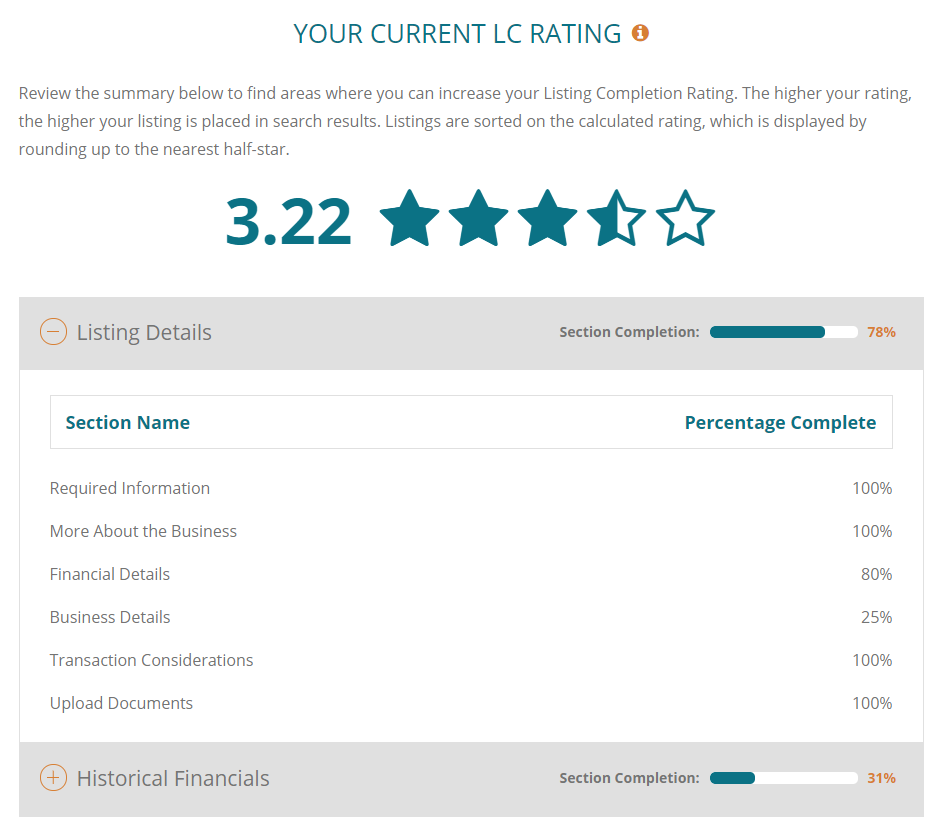 YOUR CURRENT LC RATING
Review the summary below to find areas where you can increase your Listing Completion Rating. The higher your rating,
the higher your listing is placed in search results. Listings are sorted on the calculated rating, which is displayed by
rounding up to the nearest half-star.
3.22
Listing Details Section Completion: 78%
Section Name Percentage Complete
Required Information 100%
More About the Business 100%
Financial Details 80%
Business Details 25%
Transaction Considerations 100%
Upload Documents 100%
Historical Financials Section Completion: 31%